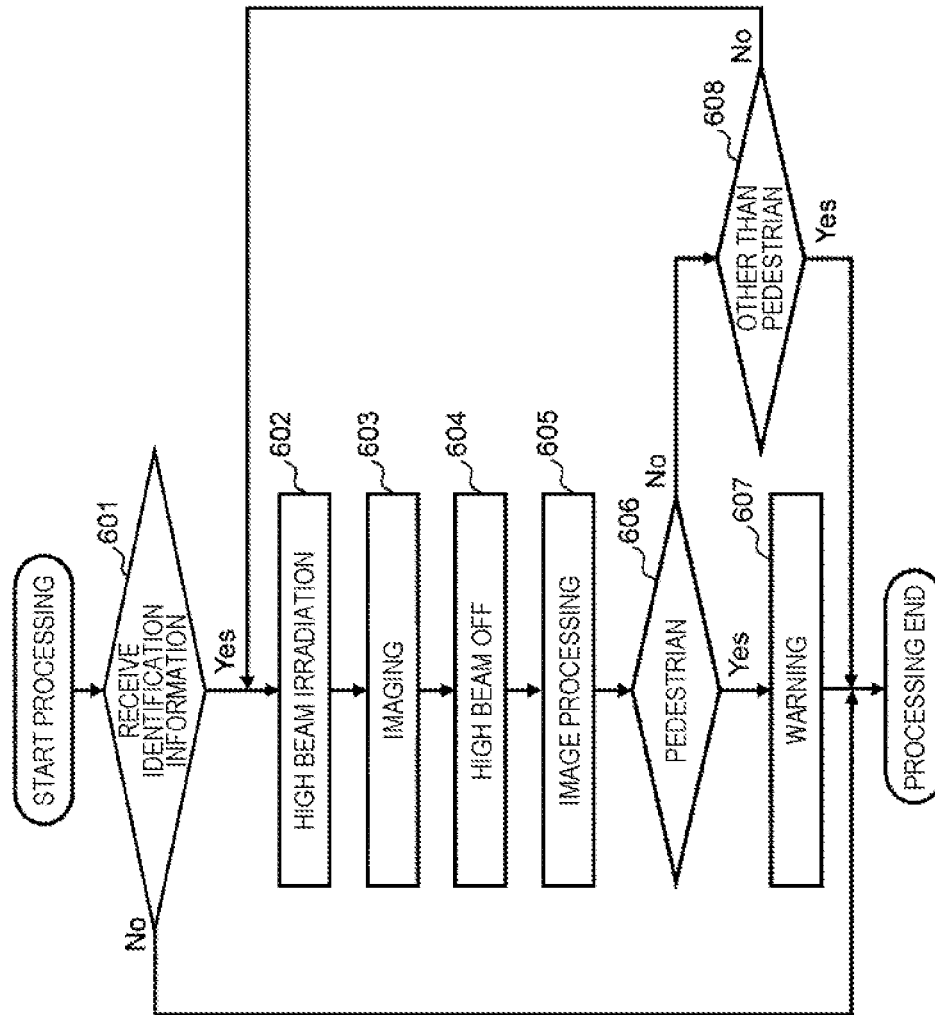 START PROCESSING
601
RECEIVE
IDENTIFICATION
INFORMATION
No
Yes
602
HIGH BEAM IRRADIATION
603
IMAGING
604
HIGH BEAM OFF
605
IMAGE PROCESSING
606
PEDESTRIAN
No
Yes
607
WARNING
608
OTHER THAN
PEDESTRIAN
No
Yes
PROCESSING END